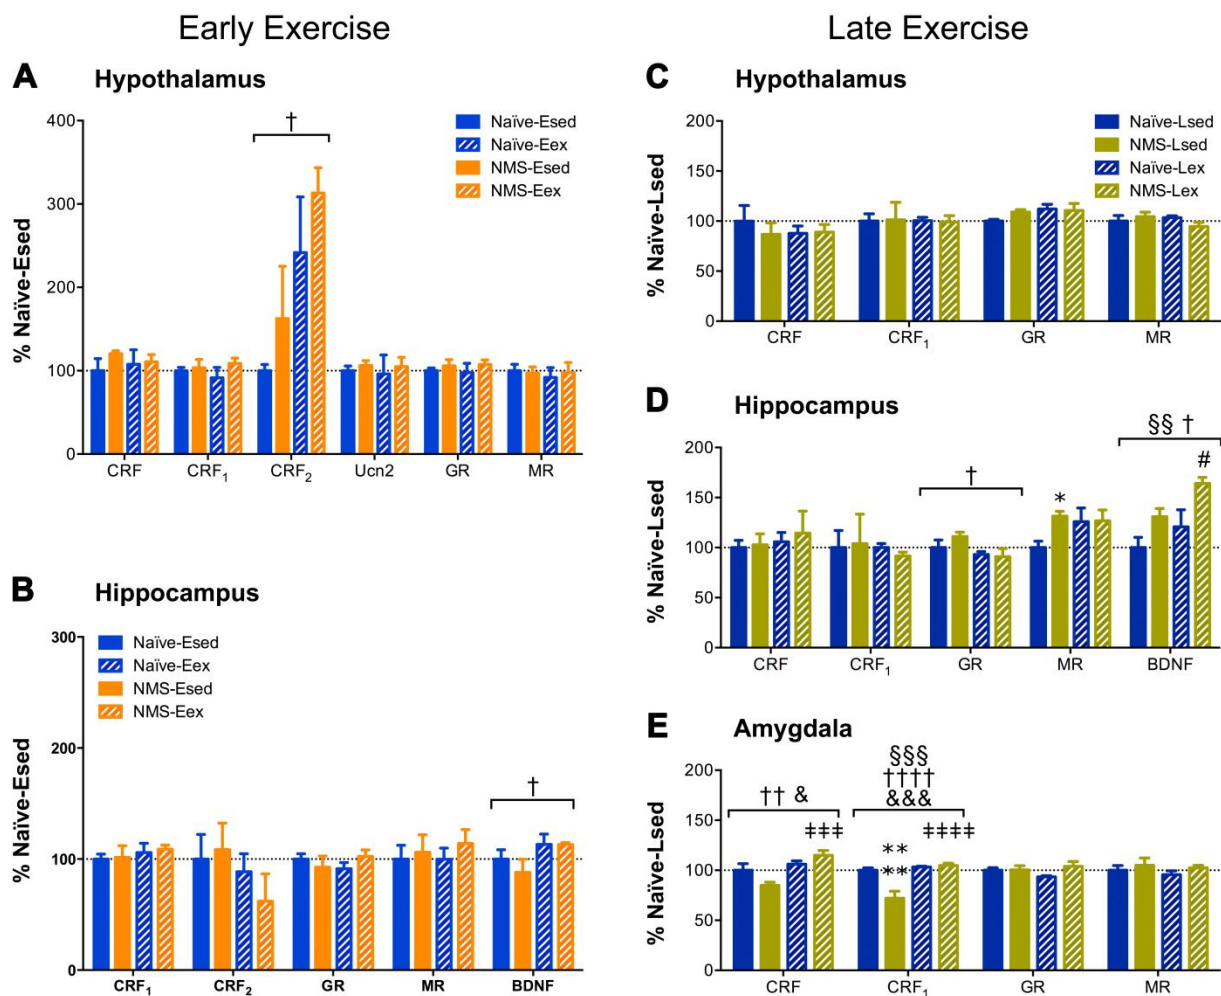 Early Exercise
Late Exercise
A Hypothalamus
400
300
200
100
0
% Naïve-Esed
†
Naïve-Esed
Naïve-Eex
NMS-Esed
NMS-Eex
CRF CRF₁ CRF₂ Ucn2 GR MR
B Hippocampus
300
200
100
0
% Naïve-Esed
Naïve-Esed
Naïve-Eex
NMS-Esed
NMS-Eex
†
CRF₁ CRF₂ GR MR BDNF
C Hypothalamus
200
150
100
50
0
% Naïve-Lsed
Naïve-Lsed
NMS-Lsed
Naïve-Lex
NMS-Lex
CRF CRF₁ GR MR
D Hippocampus
200
150
100
50
0
% Naïve-Lsed
§§ †
#
†
*
CRF CRF₁ GR MR BDNF
E Amygdala
200
150
100
50
0
% Naïve-Lsed
†† &
‡‡‡
§§§
††††
&&&
‡‡‡‡
**
**
CRF CRF₁ GR MR